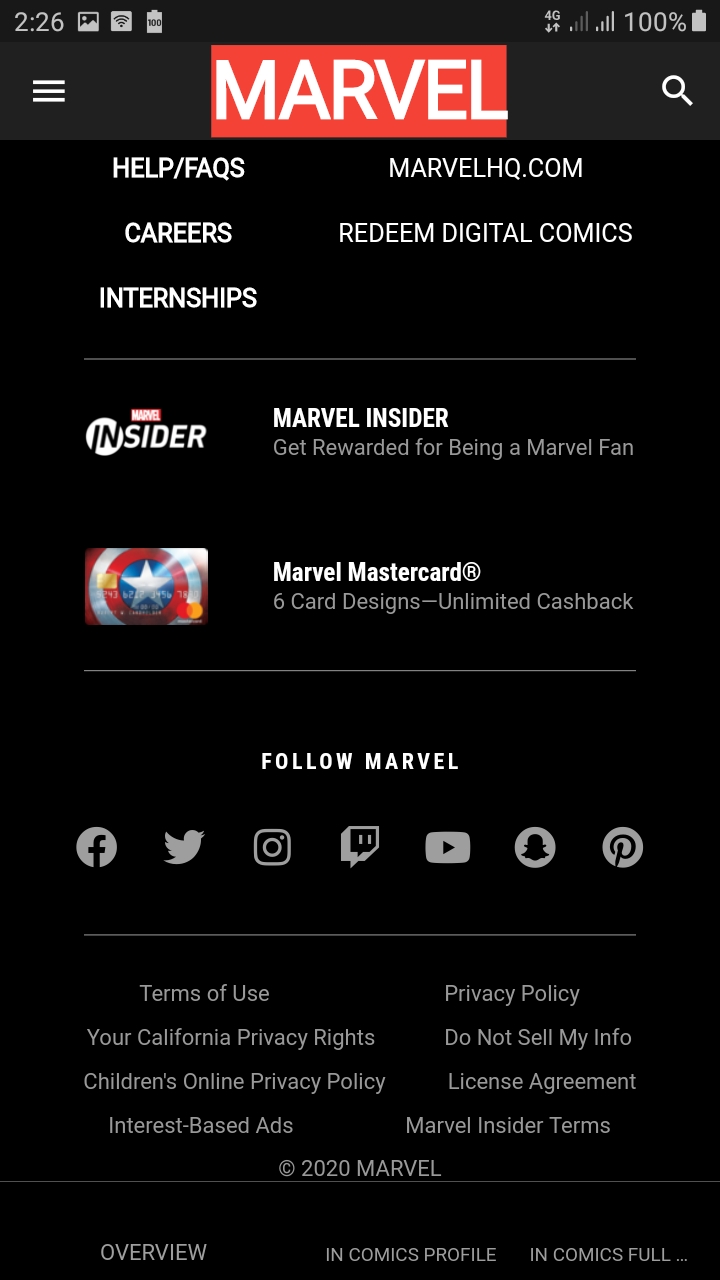 2:26
100
4G
100%
MARVEL
HELP/FAQS
MARVELHQ.COM
CAREERS
REDEEM DIGITAL COMICS
INTERNSHIPS
MARVEL
INSIDER
MARVEL INSIDER
Get Rewarded for Being a Marvel Fan
Marvel Mastercard®
6 Card Designs—Unlimited Cashback
FOLLOW MARVEL
Terms of Use
Privacy Policy
Your California Privacy Rights
Do Not Sell My Info
Children's Online Privacy Policy
License Agreement
Interest-Based Ads
Marvel Insider Terms
© 2020 MARVEL
OVERVIEW
IN COMICS PROFILE
IN COMICS FULL ...